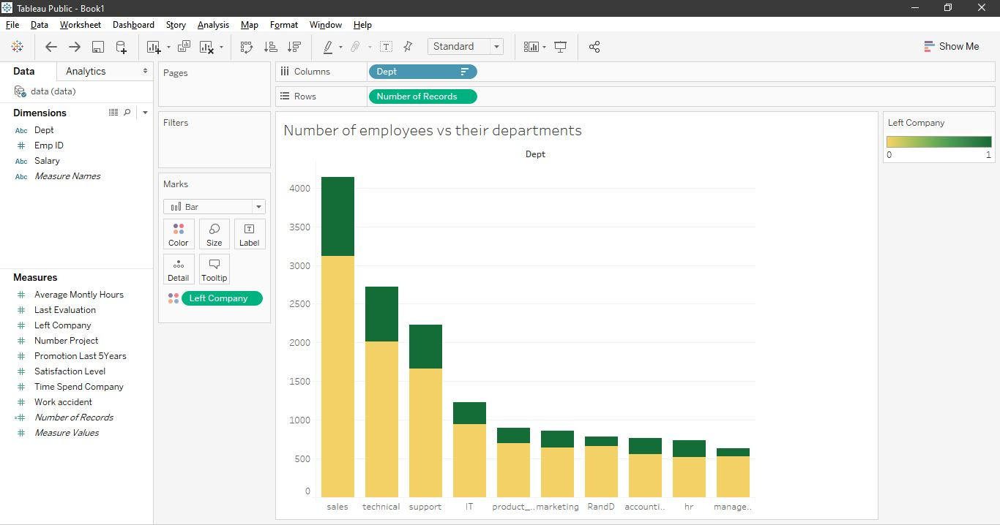 Tableau Public - Book1
File Data Worksheet Dashboard Story Analysis Map Format Window Help
Standard
Show Me
Data
Analytics
data (data)
Dimensions
Abc Dept
# Emp ID
Abc Salary
Abc Measure Names
Measures
# Average Montly Hours
# Last Evaluation
# Left Company
# Number Project
# Promotion Last 5Years
# Satisfaction Level
# Time Spend Company
# Work accident
=# Number of Records
# Measure Values
Pages
Filters
Marks
Bar
Color Size Label
Detail Tooltip
Left Company
Columns Dept
Rows Number of Records
Number of employees vs their departments
Dept
4000
3500
3000
2500
2000
1500
1000
500
0
sales technical support IT product_.. marketing RandD accounti.. hr manage..
Left Company
0 1